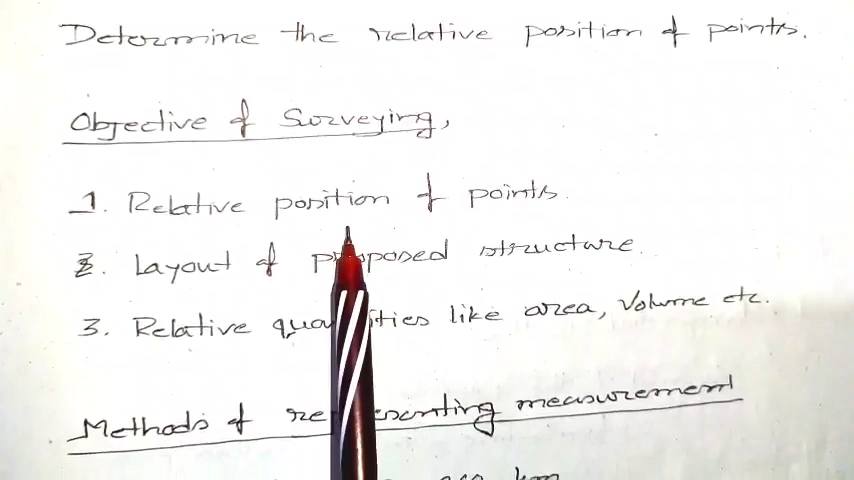 Determine the relative position of points.
Objective of Surveying,
1. Relative position of points
2. Layout of proposed structure.
3. Relative quantities like area, Volume etc.
Methods of representing measurement
km